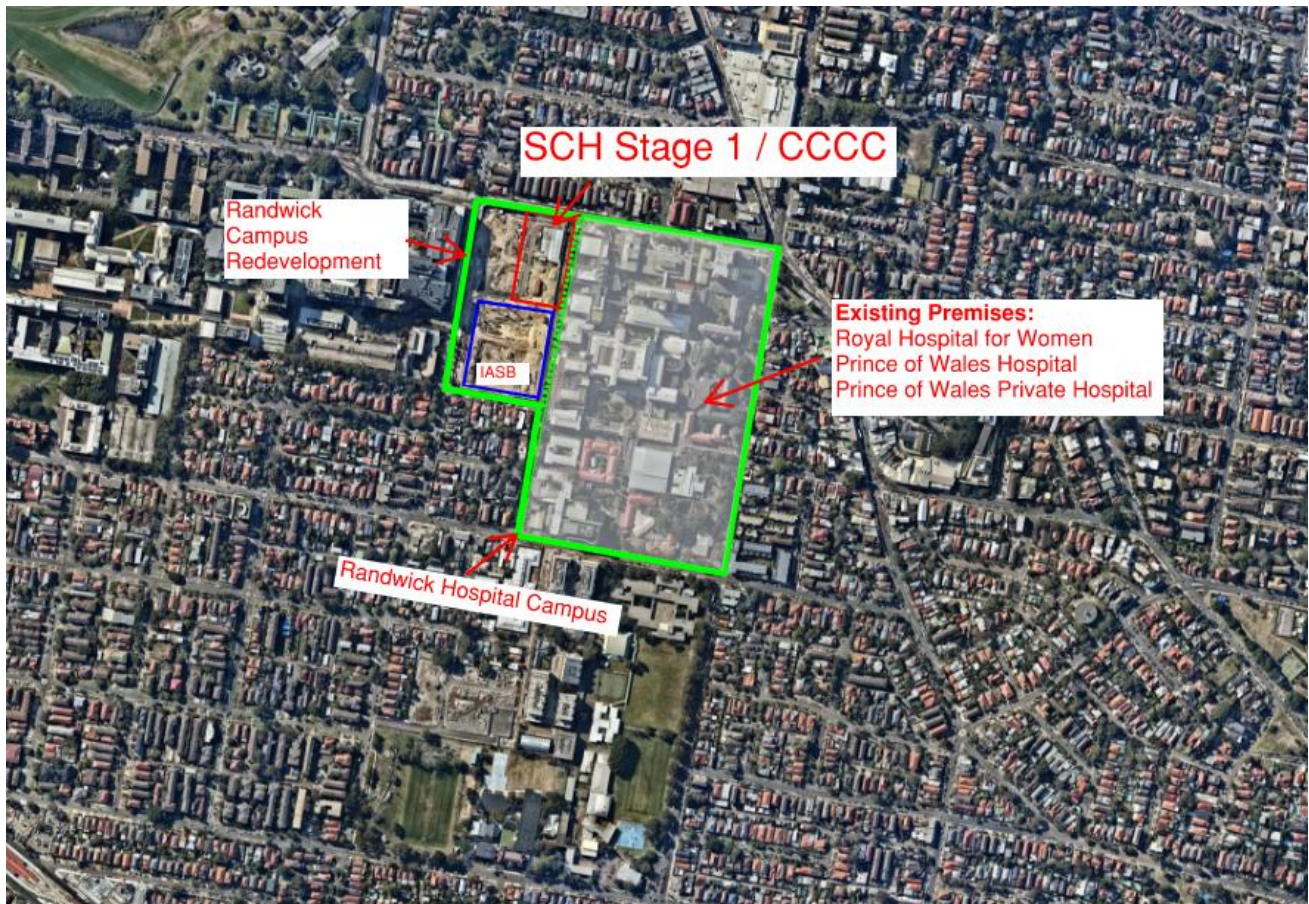 SCH Stage 1 / CCCC
Randwick
Campus
Redevelopment
Existing Premises:
Royal Hospital for Women
Prince of Wales Hospital
Prince of Wales Private Hospital
IASB
Randwick Hospital Campus